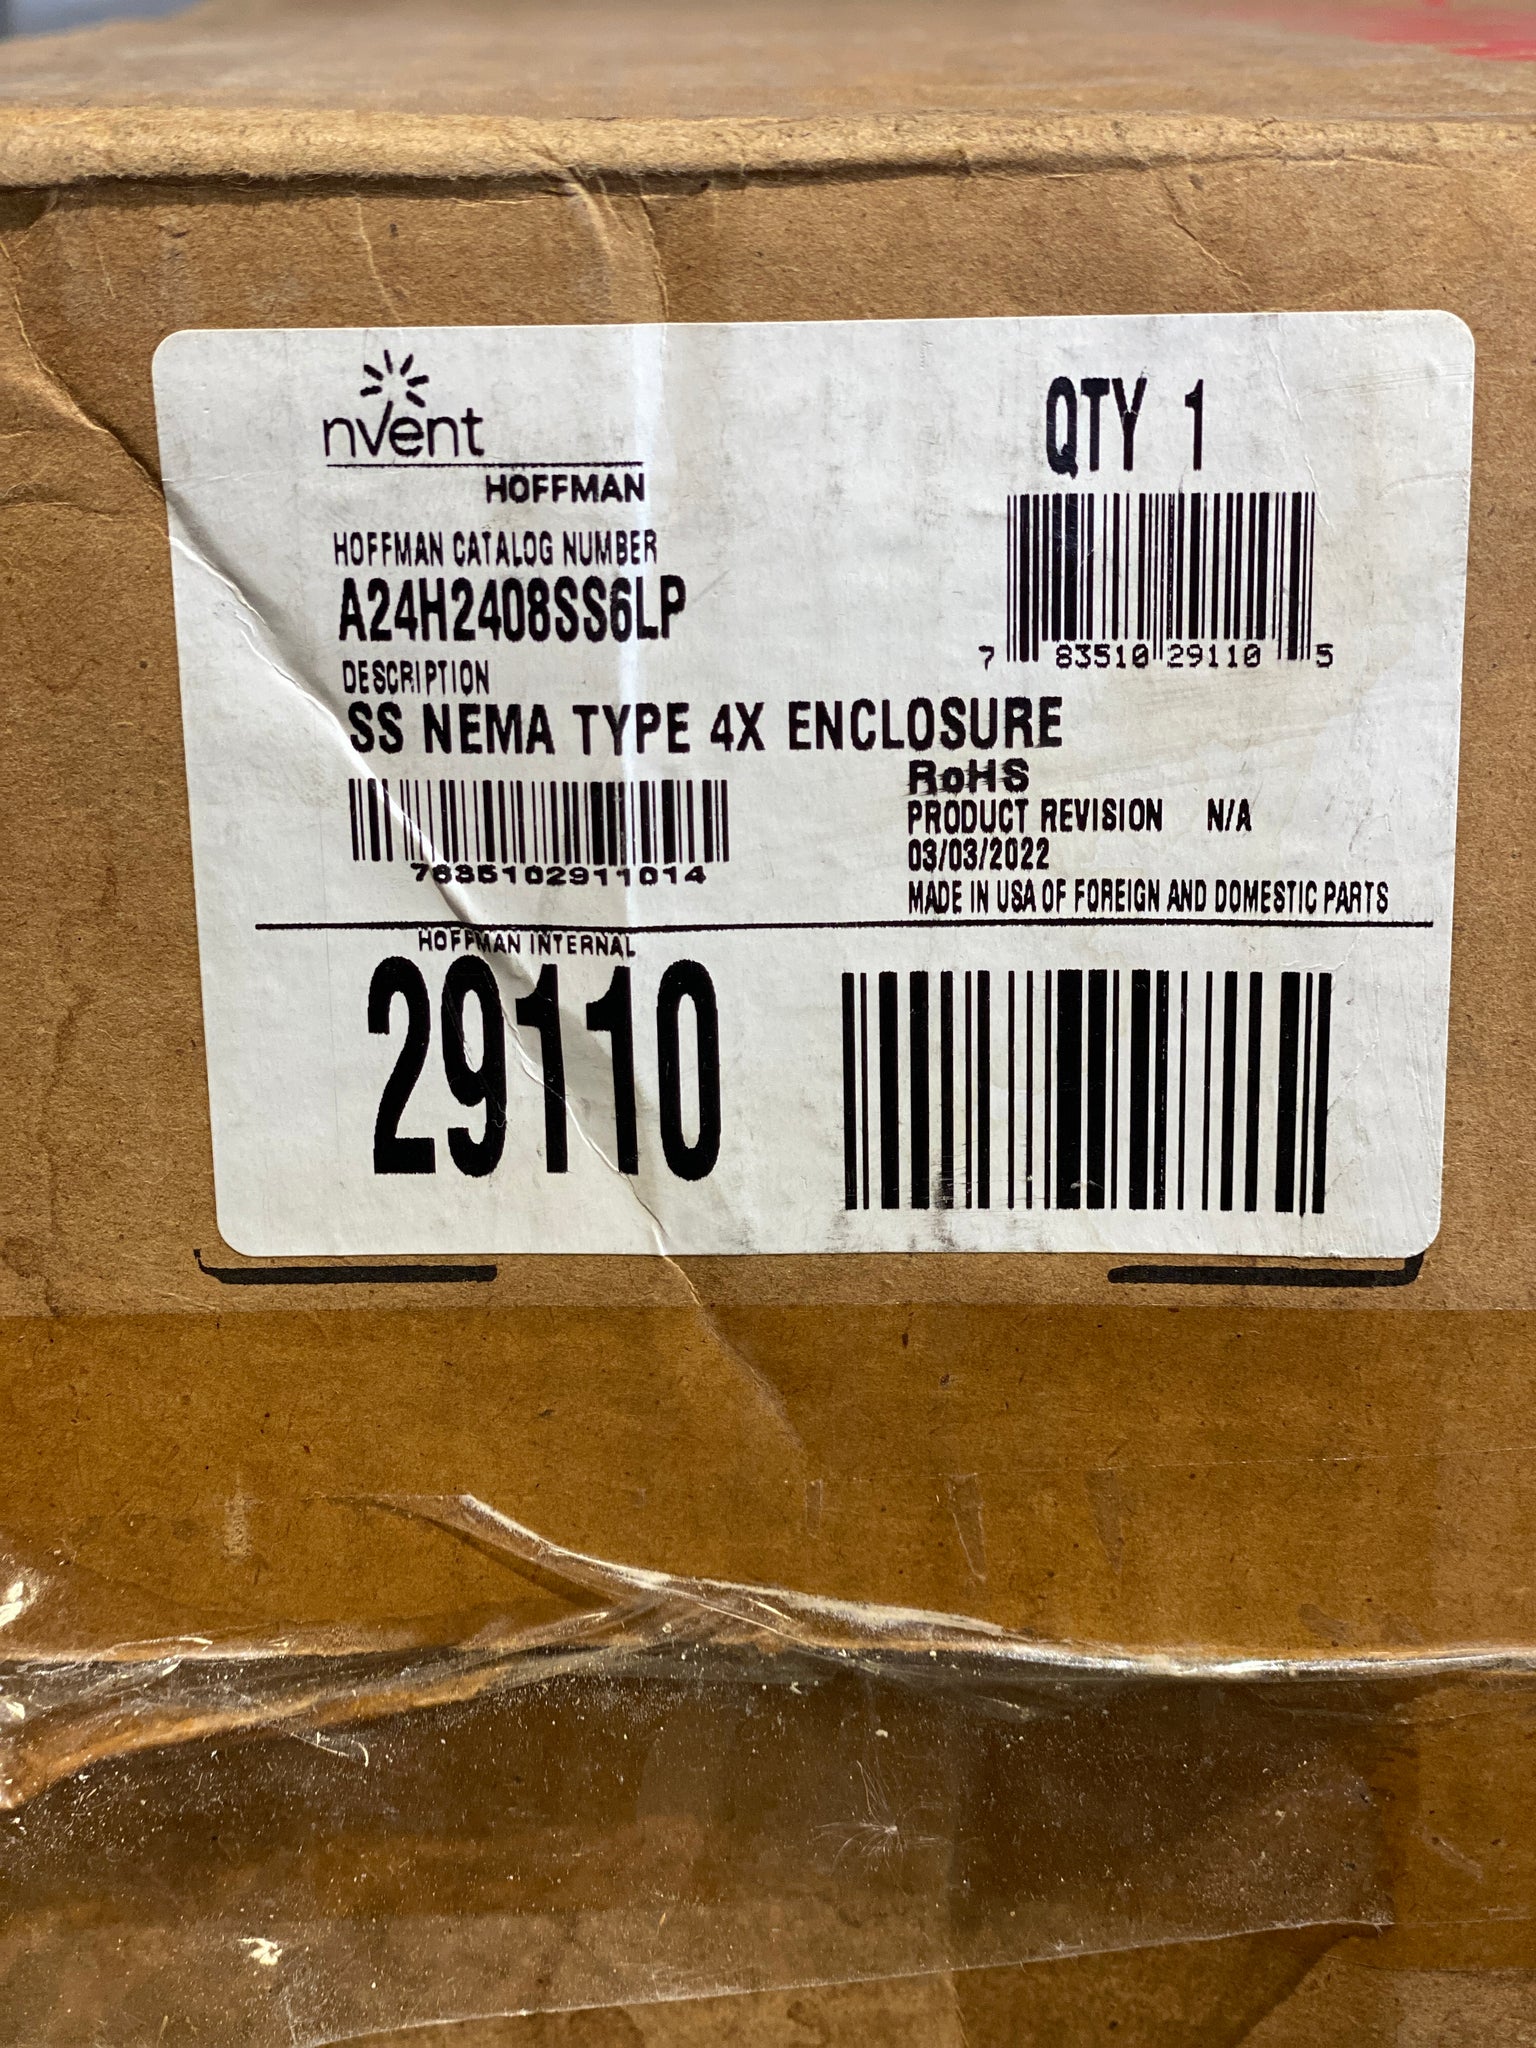 nVent
HOFFMAN
QTY 1
HOFFMAN CATALOG NUMBER
A24H2408SS6LP
7 83510 29110 5
DESCRIPTION
SS NEMA TYPE 4X ENCLOSURE
RoHS
PRODUCT REVISION N/A
03/03/2022
7835102911014
MADE IN USA OF FOREIGN AND DOMESTIC PARTS
HOFFMAN INTERNAL
29110